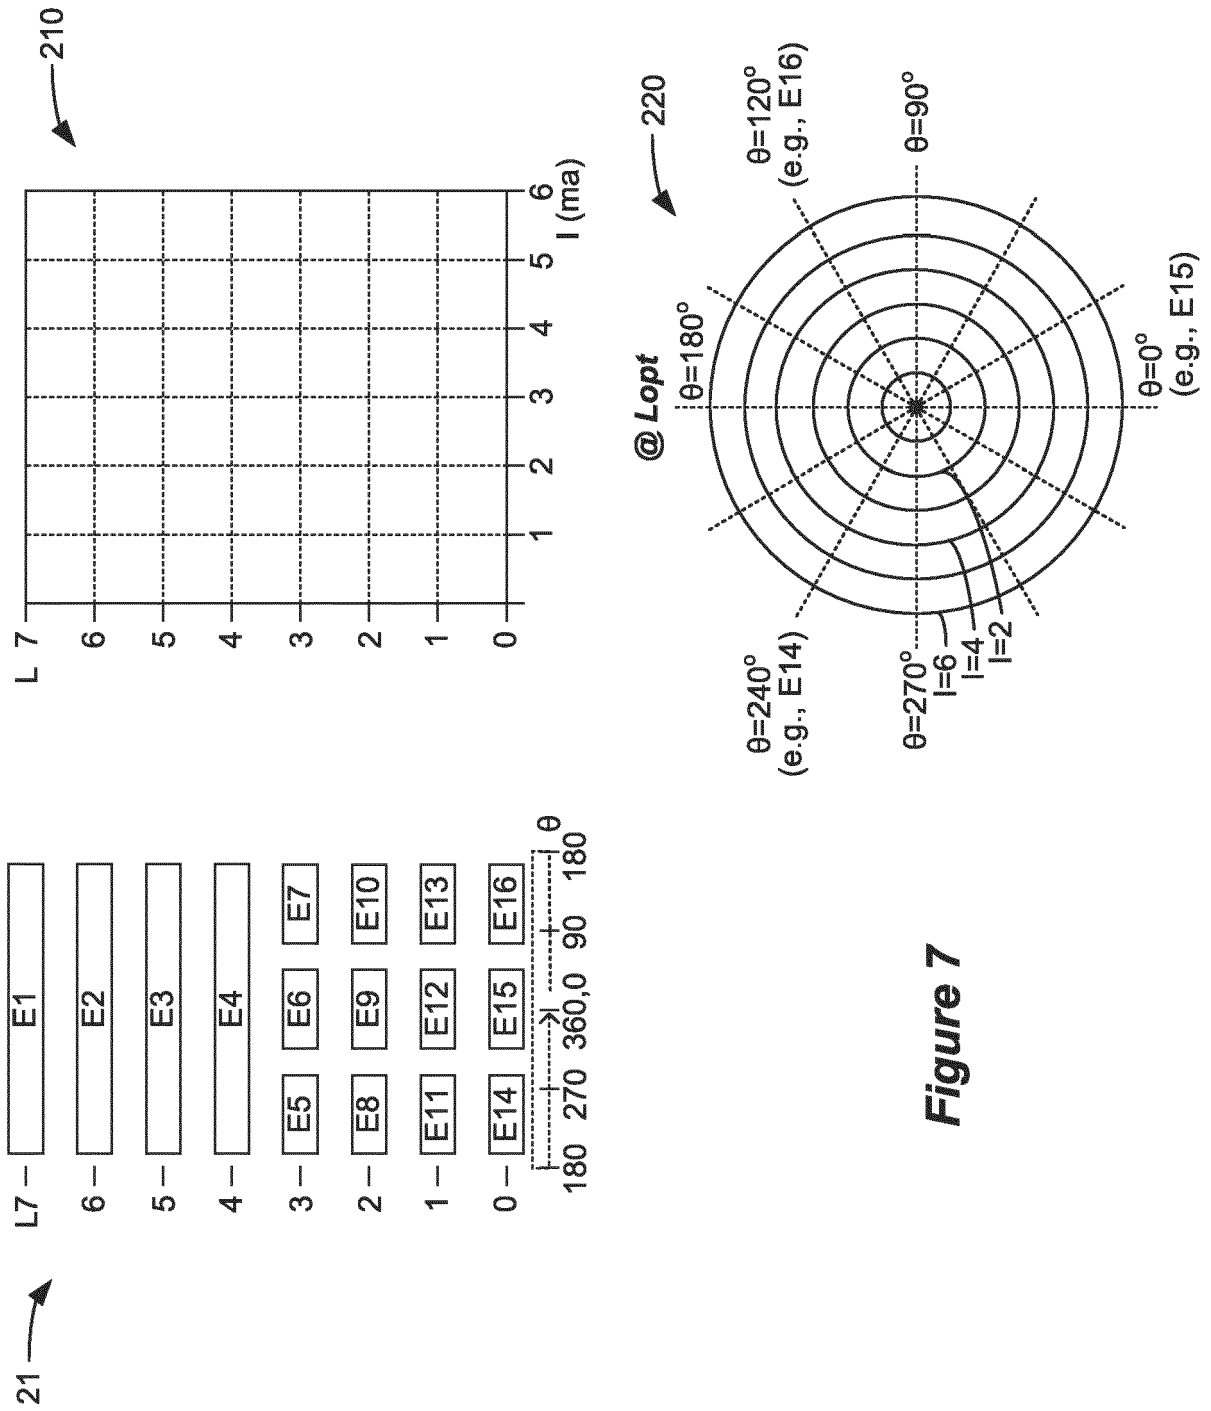 21
L7
6
5
4
3
2
1
0
E1
E2
E3
E4
E5 E6 E7
E8 E9 E10
E11 E12 E13
E14 E15 E16
180 270 360,0 90 180
θ
210
L 7
6
5
4
3
2
1
0
1 2 3 4 5 6
I (ma)
220
@ Lopt
θ=180°
θ=240°
(e.g., E14)
θ=120°
(e.g., E16)
θ=270°
θ=90°
I=6
I=4
I=2
θ=0°
(e.g., E15)
Figure 7